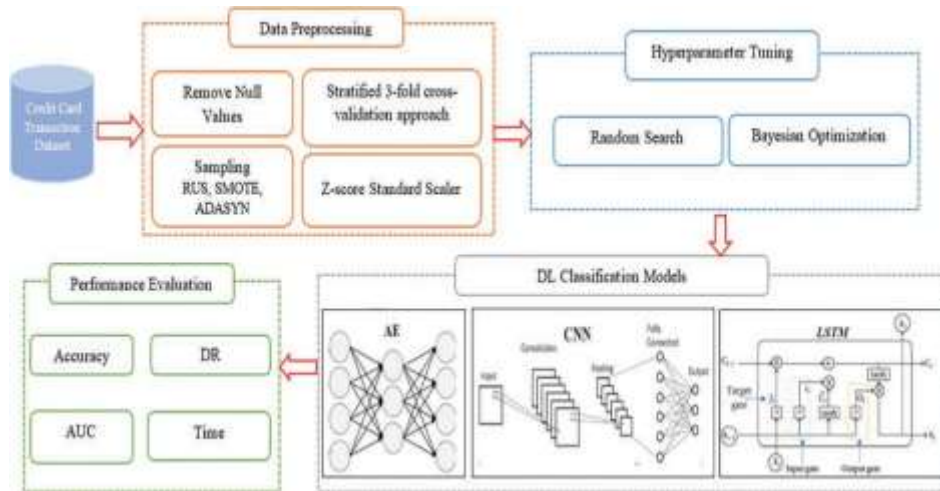 Data Preprocessing
Hyperparameter Tuning
Credit Card
Transaction
Dataset
Remove Null
Values
Stratified 3-fold cross-
validation approach
Random Search
Bayesian Optimization
Sampling
RUS, SMOTE,
ADASYN
Z-score Standard Scaler
Performance Evaluation
DL Classification Models
Accuracy
DR
AUC
Time
AE
CNN
Convolution
Pooling
Fully
Connected
Input
Output
LSTM
Input gate
Output gate